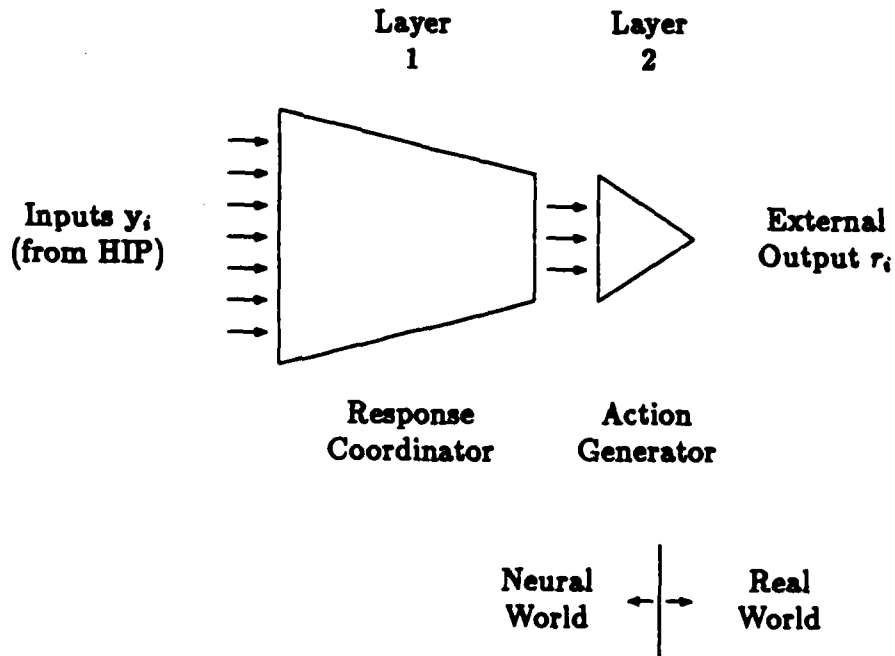 Layer
1
Layer
2
Inputs y_i
(from HIP)
External
Output r_i
Response
Coordinator
Action
Generator
Neural
World
Real
World